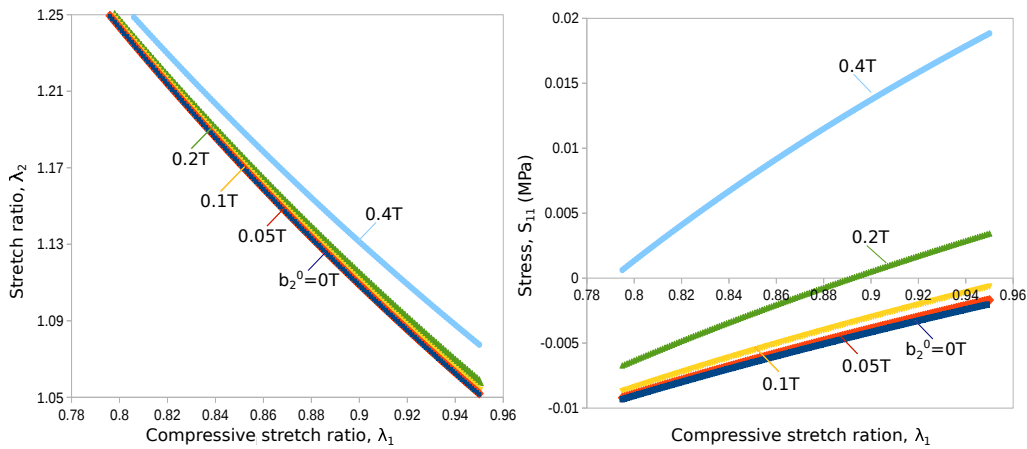 1.25
1.21
1.17
1.13
1.09
1.05
0.78 0.8 0.82 0.84 0.86 0.88 0.9 0.92 0.94 0.96
Stretch ratio, λ₂
Compressive stretch ratio, λ₁
0.2T
0.1T
0.05T
b₂⁰=0T
0.4T
0.02
0.015
0.01
0.005
0
-0.005
-0.01
0.78 0.8 0.82 0.84 0.86 0.88 0.9 0.92 0.94 0.96
Stress, S₁₁ (MPa)
Compressive stretch ration, λ₁
0.4T
0.2T
b₂⁰=0T
0.05T
0.1T